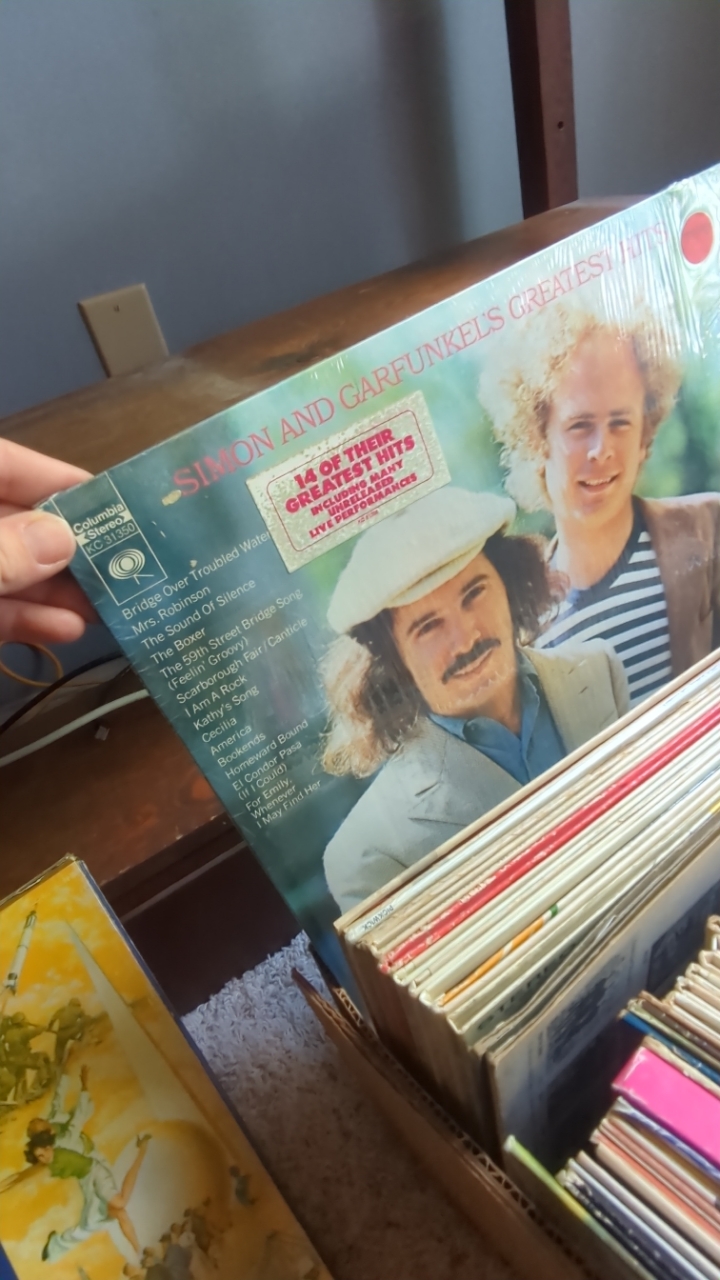 SIMON AND GARFUNKEL'S GREATEST HITS
14 OF THEIR
GREATEST HITS
INCLUDING MANY
UNRELEASED
LIVE PERFORMANCES
Columbia
Stereo
KC 31350
Bridge Over Troubled Water
Mrs. Robinson
The Sound Of Silence
The Boxer
The 59th Street Bridge Song
(Feelin' Groovy)
Scarborough Fair/Canticle
I Am A Rock
Kathy's Song
Cecilia
America
Bookends
Homeward Bound
El Condor Pasa
(If I Could)
For Emily,
Whenever
I May Find Her